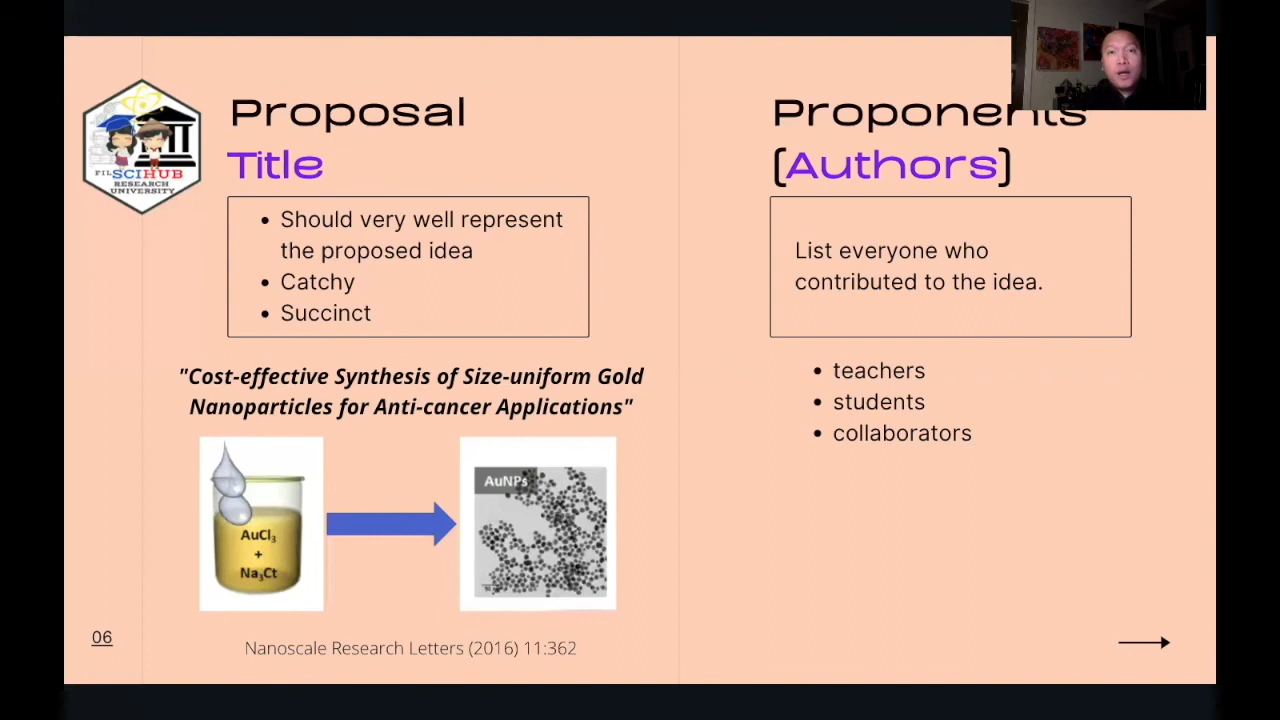 Proposal
Title
FIL SCIHUB
RESEARCH
UNIVERSITY
• Should very well represent
the proposed idea
• Catchy
• Succinct
"Cost-effective Synthesis of Size-uniform Gold
Nanoparticles for Anti-cancer Applications"
AuCl₃
+
Na₃Ct
AuNPs
Nanoscale Research Letters (2016) 11:362
06
Proponents
(Authors)
List everyone who
contributed to the idea.
• teachers
• students
• collaborators